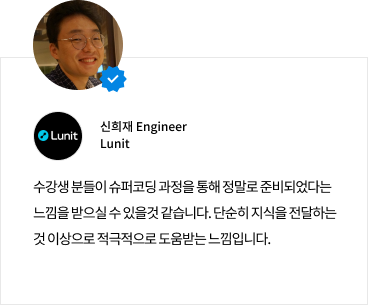 Lunit
신희재 Engineer
Lunit
수강생 분들이 슈퍼코딩 과정을 통해 정말로 준비되었다는
느낌을 받으실 수 있을것 같습니다. 단순히 지식을 전달하는
것 이상으로 적극적으로 도움받는 느낌입니다.